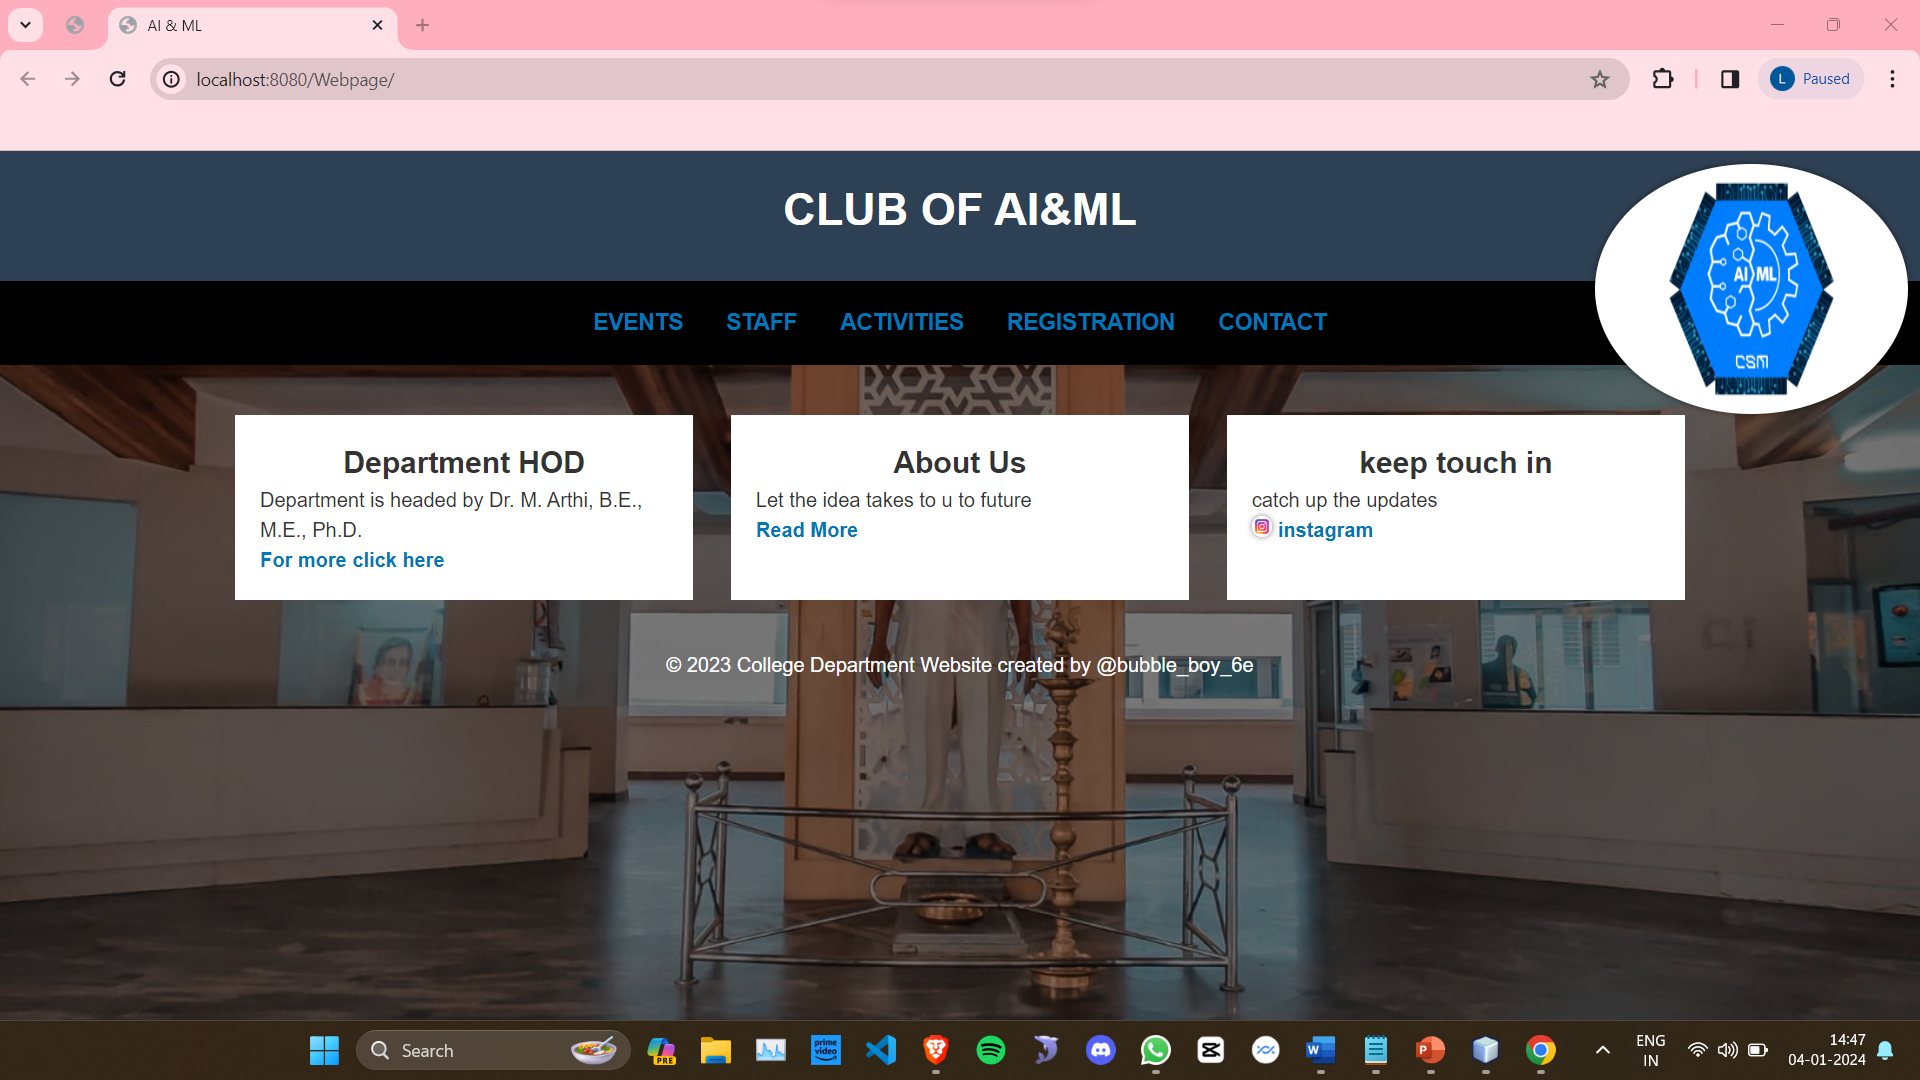 AI & ML
localhost:8080/Webpage/
L Paused
CLUB OF AI&ML
AI ML
CSM
EVENTS STAFF ACTIVITIES REGISTRATION CONTACT
Department HOD
Department is headed by Dr. M. Arthi, B.E.,
M.E., Ph.D.
For more click here
About Us
Let the idea takes to u to future
Read More
keep touch in
catch up the updates
instagram
© 2023 College Department Website created by @bubble_boy_6e
Search
PRE
prime
video
W
P
ENG
IN
14:47
04-01-2024